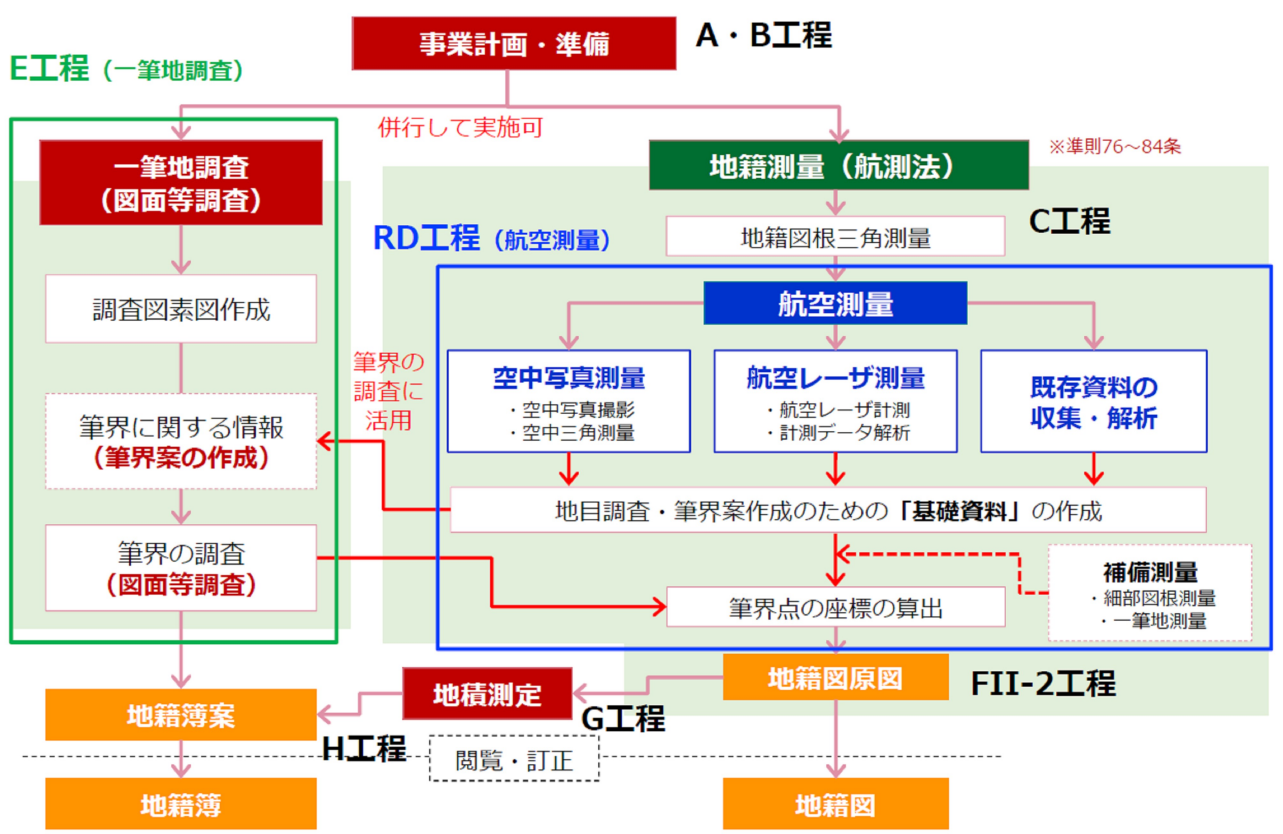 事業計画・準備
A・B工程
E工程（一筆地調査）
併行して実施可
※準則76～84条
一筆地調査
（図面等調査）
地籍測量（航測法）
C工程
RD工程（航空測量）
地籍図根三角測量
調査図素図作成
航空測量
筆界の
調査に
活用
空中写真測量
・空中写真撮影
・空中三角測量
航空レーザ測量
・航空レーザ計測
・計測データ解析
既存資料の
収集・解析
筆界に関する情報
（筆界案の作成）
地目調査・筆界案作成のための「基礎資料」の作成
筆界の調査
（図面等調査）
補備測量
・細部図根測量
・一筆地測量
筆界点の座標の算出
地籍図原図
FII-2工程
地積測定
G工程
地籍簿案
H工程
閲覧・訂正
地籍簿
地籍図